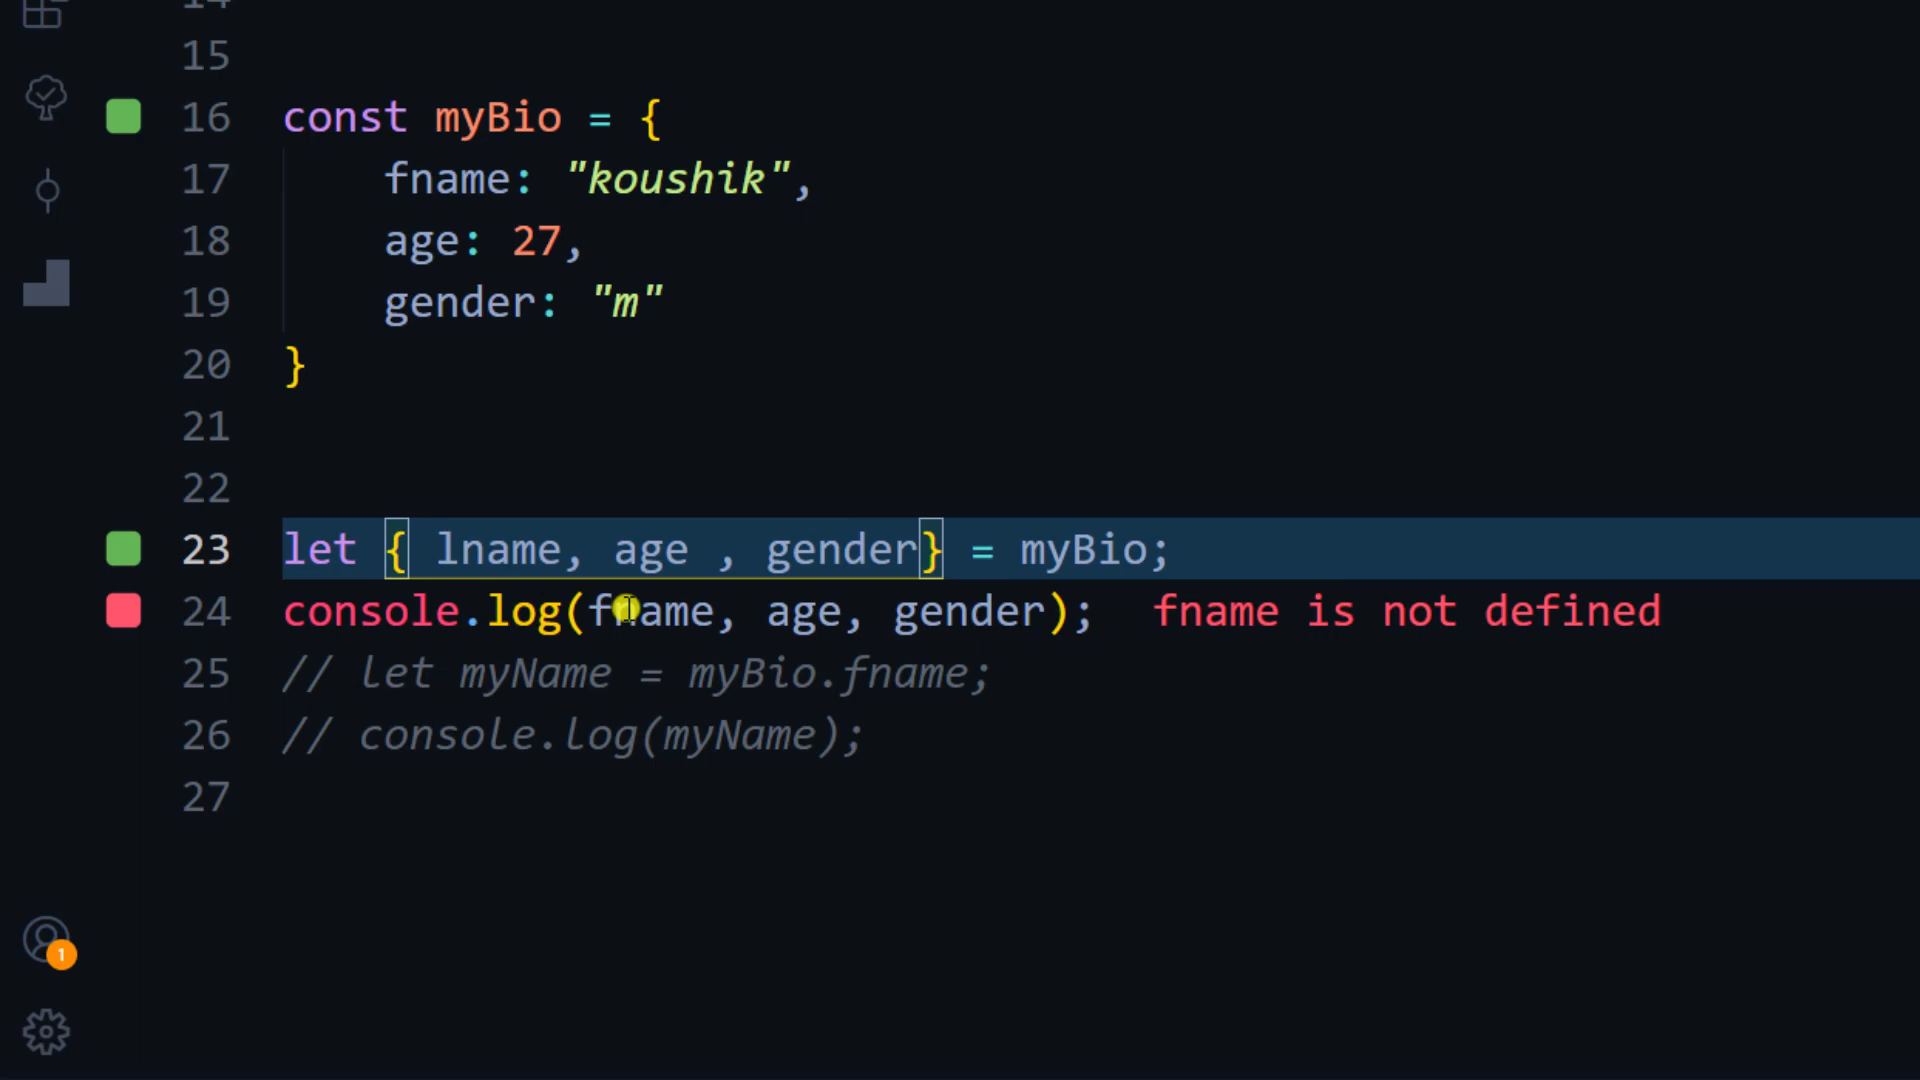 14
15
16 const myBio = {
17 fname: "koushik",
18 age: 27,
19 gender: "m"
20 }
21
22
23 let { lname, age , gender} = myBio;
24 console.log(fname, age, gender); fname is not defined
25 // let myName = myBio.fname;
26 // console.log(myName);
27
1